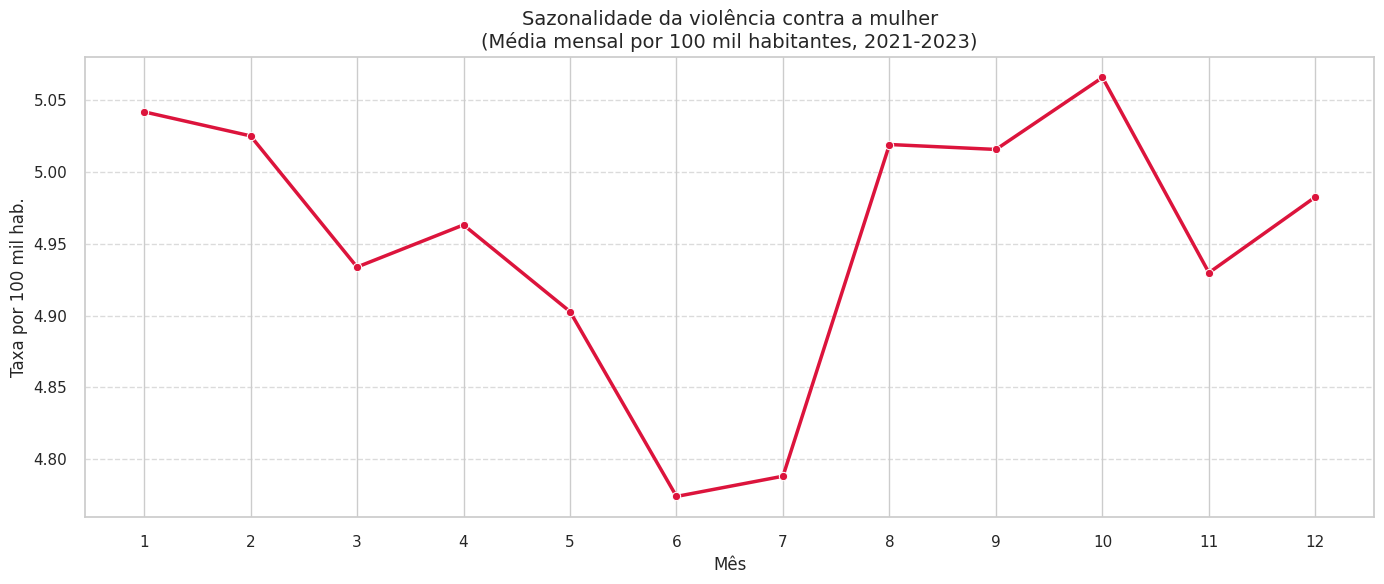 Sazonalidade da violência contra a mulher
(Média mensal por 100 mil habitantes, 2021-2023)
Taxa por 100 mil hab.
5.05
5.00
4.95
4.90
4.85
4.80
1 2 3 4 5 6 7 8 9 10 11 12
Mês